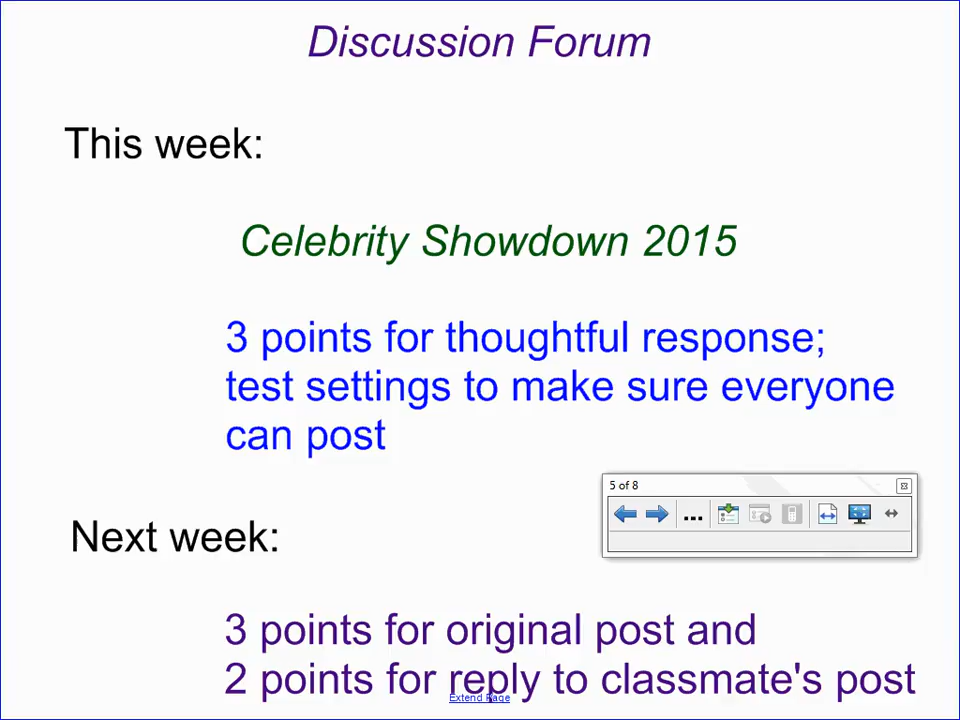 Discussion Forum
This week:
Celebrity Showdown 2015
3 points for thoughtful response;
test settings to make sure everyone
can post
5 of 8
...
Next week:
3 points for original post and
2 points for reply to classmate's post
Extend Page